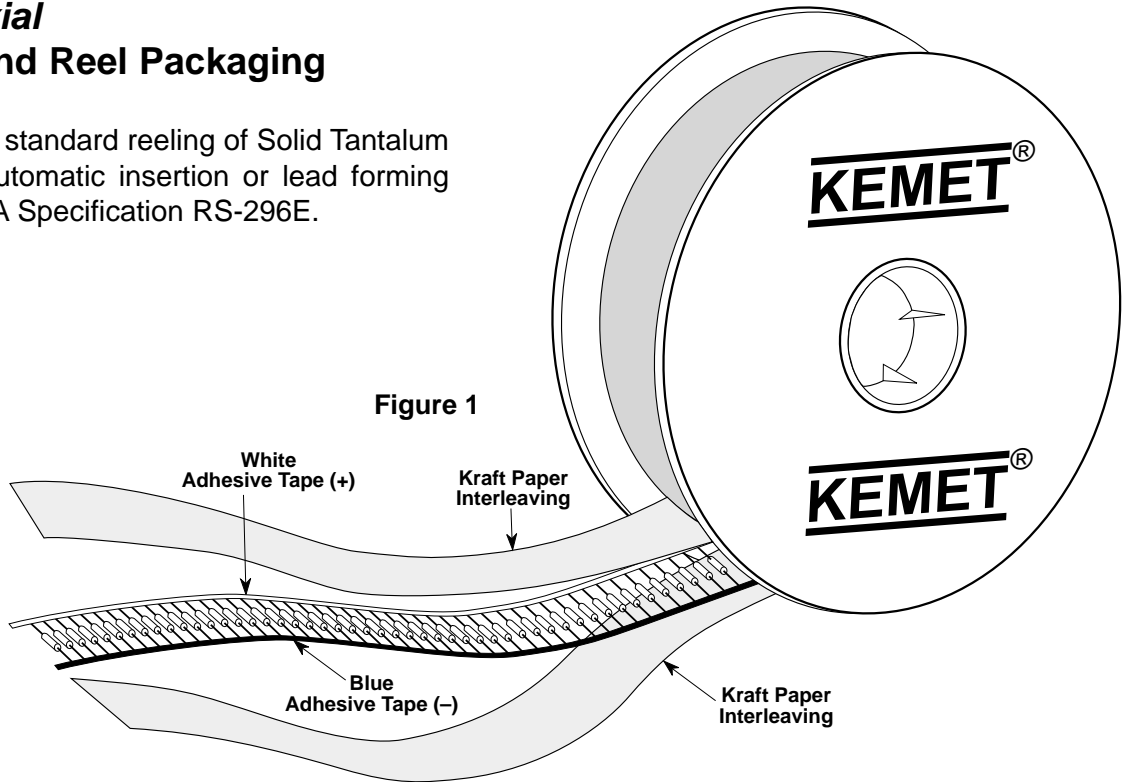 nd Reel Packaging
standard reeling of Solid Tantalum
utomatic insertion or lead forming
A Specification RS-296E.
KEMET®
Figure 1
White
Adhesive Tape (+)
Kraft Paper
Interleaving
KEMET®
Blue
Adhesive Tape (–)
Kraft Paper
Interleaving